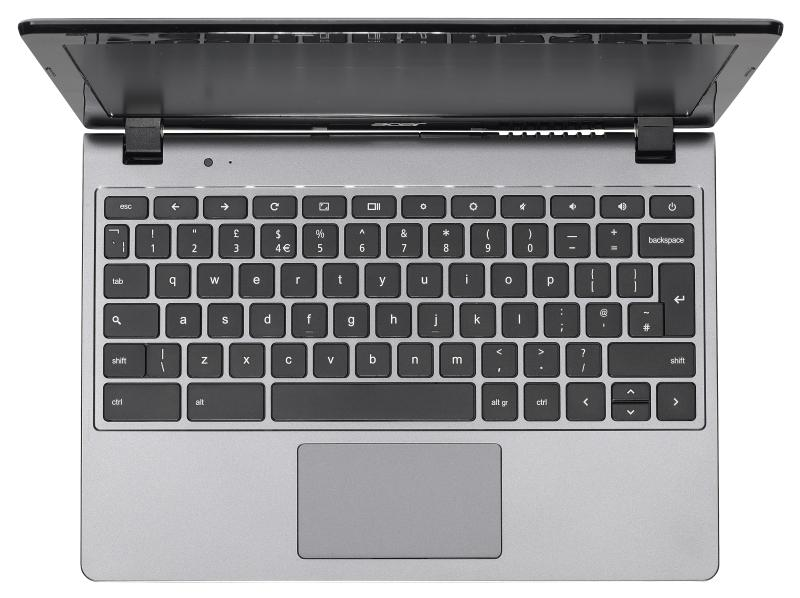 acer
esc
! " £ $ % ^ & * ( ) — +
` 1 2 3 4€ 5 6 7 8 9 0 - = backspace
tab q w e r t y u i o p { [ } ]
a s d f g h j k l : ; @ ' ~ #
shift | \ z x c v b n m < , > . ? / shift
ctrl alt alt gr ctrl